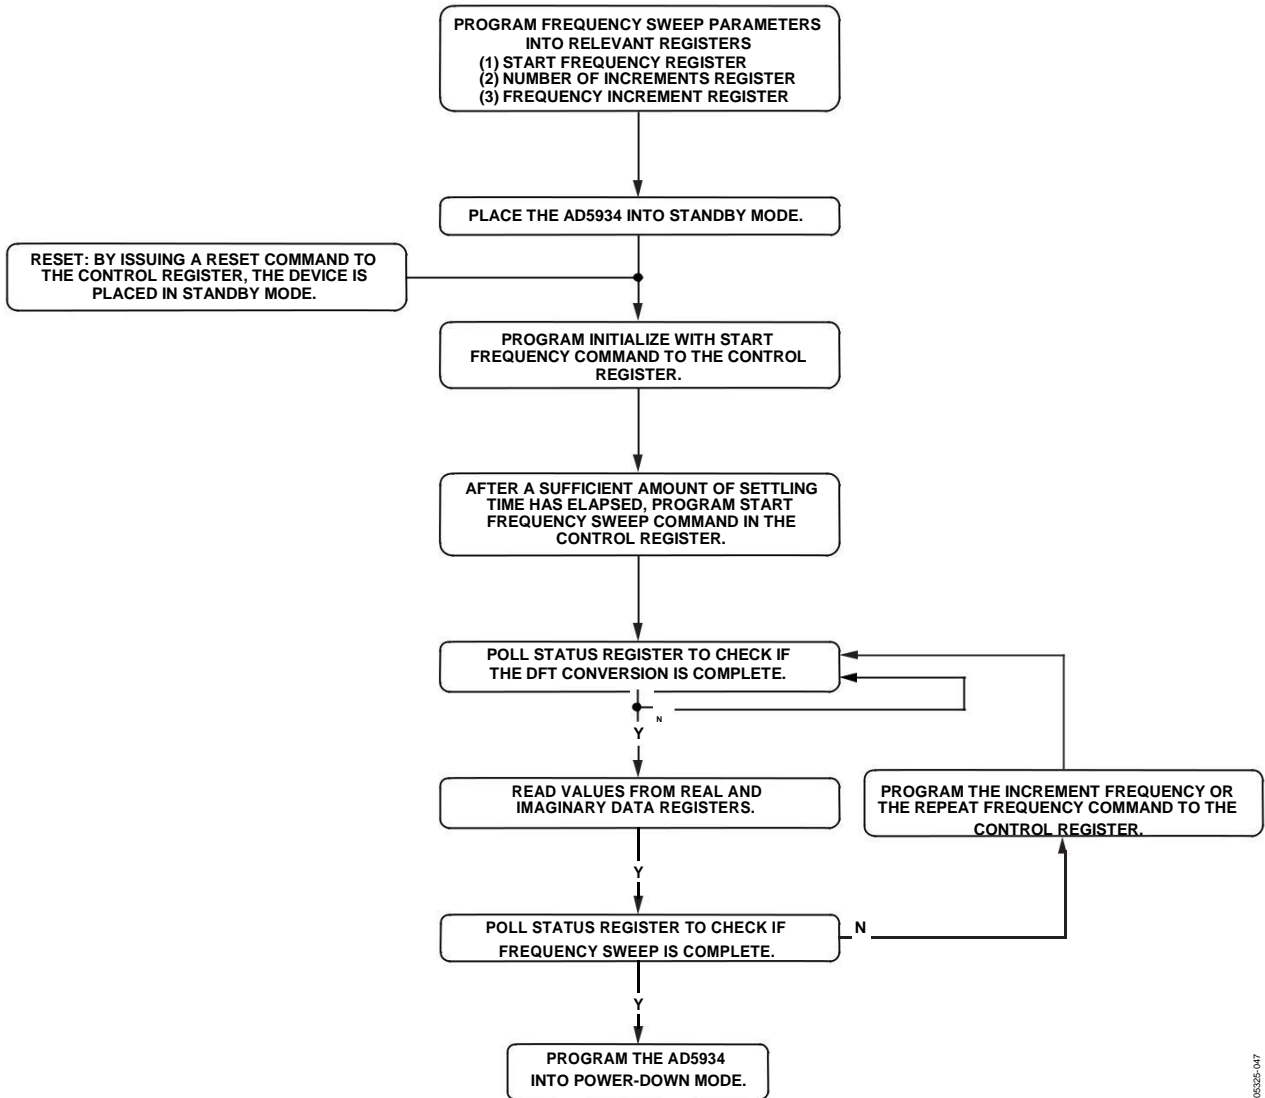 PROGRAM FREQUENCY SWEEP PARAMETERS
INTO RELEVANT REGISTERS
(1) START FREQUENCY REGISTER
(2) NUMBER OF INCREMENTS REGISTER
(3) FREQUENCY INCREMENT REGISTER
PLACE THE AD5934 INTO STANDBY MODE.
RESET: BY ISSUING A RESET COMMAND TO
THE CONTROL REGISTER, THE DEVICE IS
PLACED IN STANDBY MODE.
PROGRAM INITIALIZE WITH START
FREQUENCY COMMAND TO THE CONTROL
REGISTER.
AFTER A SUFFICIENT AMOUNT OF SETTLING
TIME HAS ELAPSED, PROGRAM START
FREQUENCY SWEEP COMMAND IN THE
CONTROL REGISTER.
POLL STATUS REGISTER TO CHECK IF
THE DFT CONVERSION IS COMPLETE.
N
Y
READ VALUES FROM REAL AND
IMAGINARY DATA REGISTERS.
PROGRAM THE INCREMENT FREQUENCY OR
THE REPEAT FREQUENCY COMMAND TO THE
CONTROL REGISTER.
Y
POLL STATUS REGISTER TO CHECK IF
FREQUENCY SWEEP IS COMPLETE.
N
Y
PROGRAM THE AD5934
INTO POWER-DOWN MODE.
05325-047